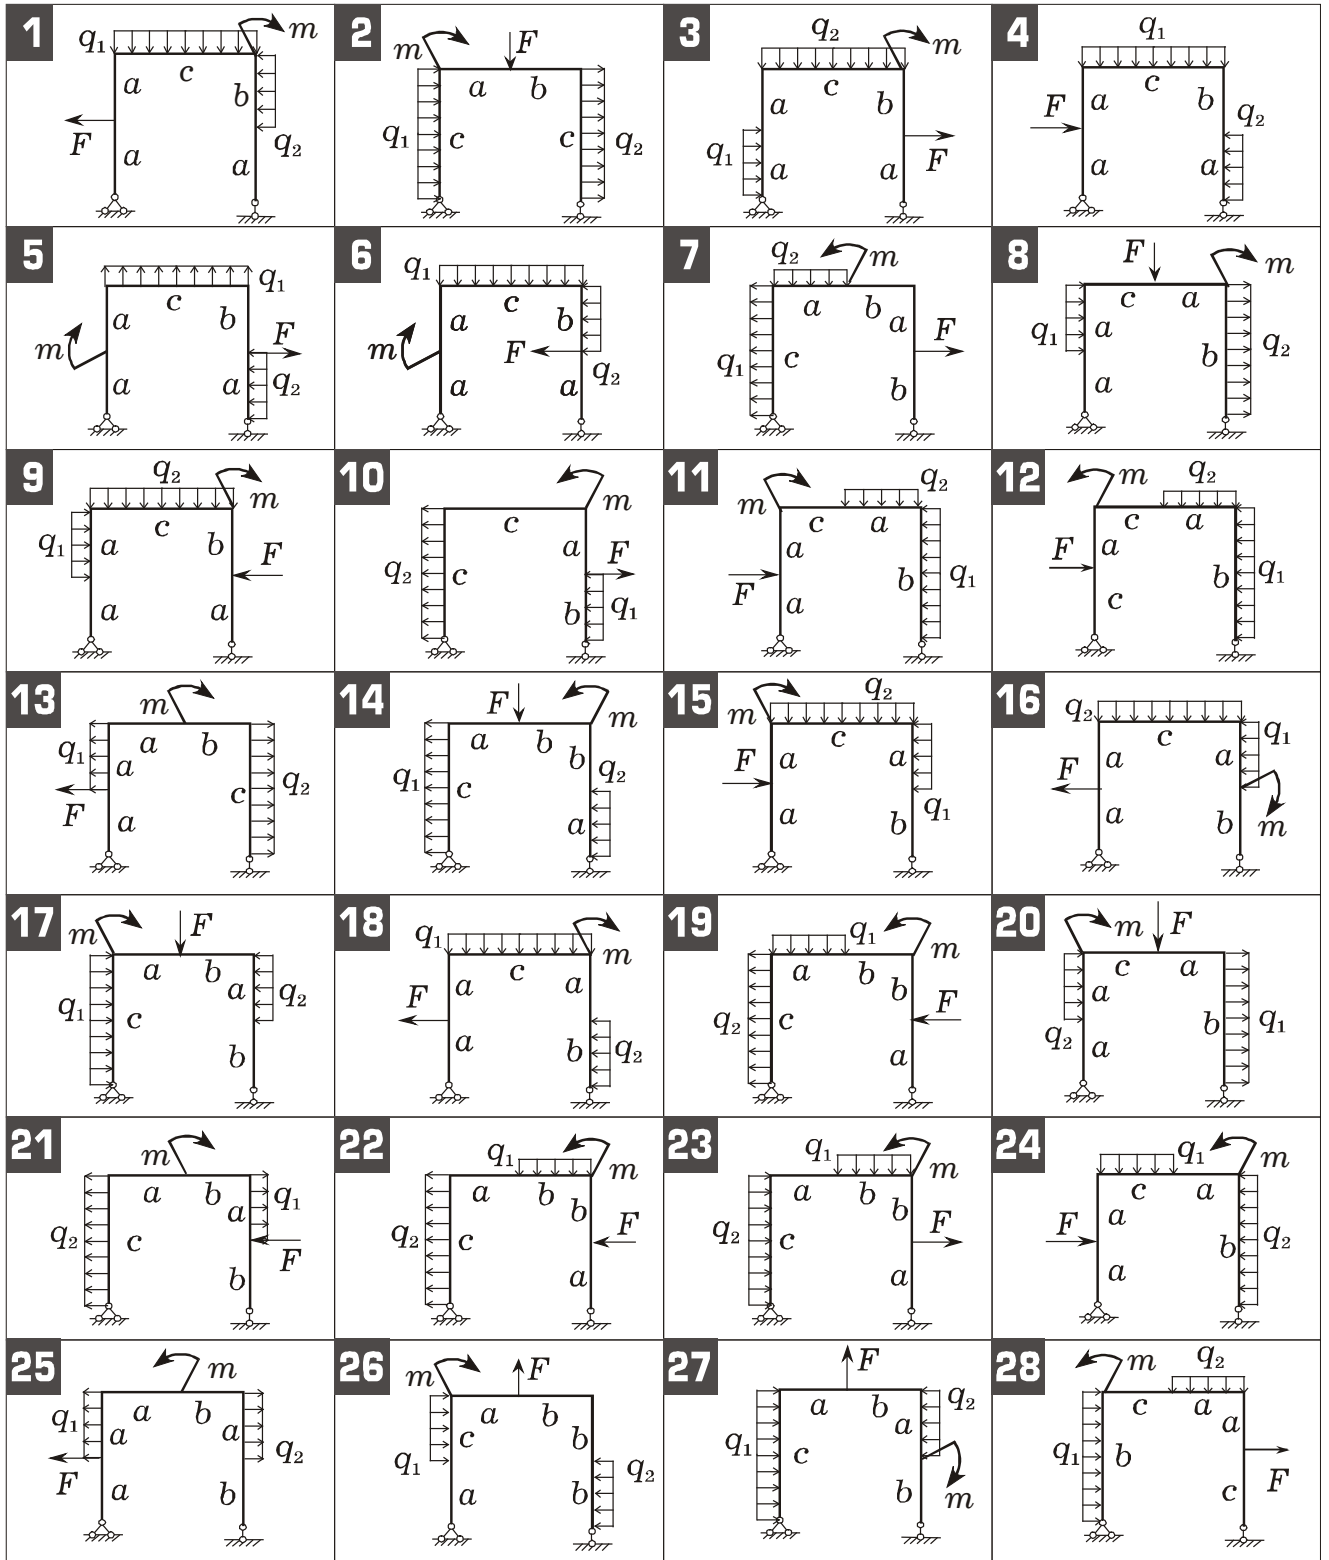 1 q₁ m c a b F a a q₂
2 m F a b q₁ c c q₂
3 q₂ m c a b q₁ a a F
4 q₁ c a b F q₂ a a
5 q₁ c a b m F a a q₂
6 q₁ c a b m F a a q₂
7 q₂ m a b a q₁ c F b
8 F m c a q₁ a b q₂ a
9 q₂ m c q₁ a b F a a
10 m c a q₂ c F b q₁
11 m q₂ c a a F b q₁ a
12 m q₂ c a a F b q₁ c
13 m a b q₁ a c q₂ F a
14 F m a b b q₁ c q₂ a
15 m q₂ c a a F q₁ a b
16 q₂ c q₁ a a F a b m
17 m F a b a q₁ c q₂ b
18 q₁ m c a a F a b q₂
19 q₁ m a b b q₂ c F a
20 m F c a a q₂ b q₁ a
21 m a b a q₁ q₂ c F b
22 q₁ m a b b q₂ c F a
23 q₁ m a b b q₂ c F a
24 q₁ m c a a F b q₂ a
25 m a b q₁ a a q₂ F a b
26 m F a b q₁ c b a b q₂
27 F a b a q₂ q₁ c b m
28 m q₂ c a a q₁ b F c